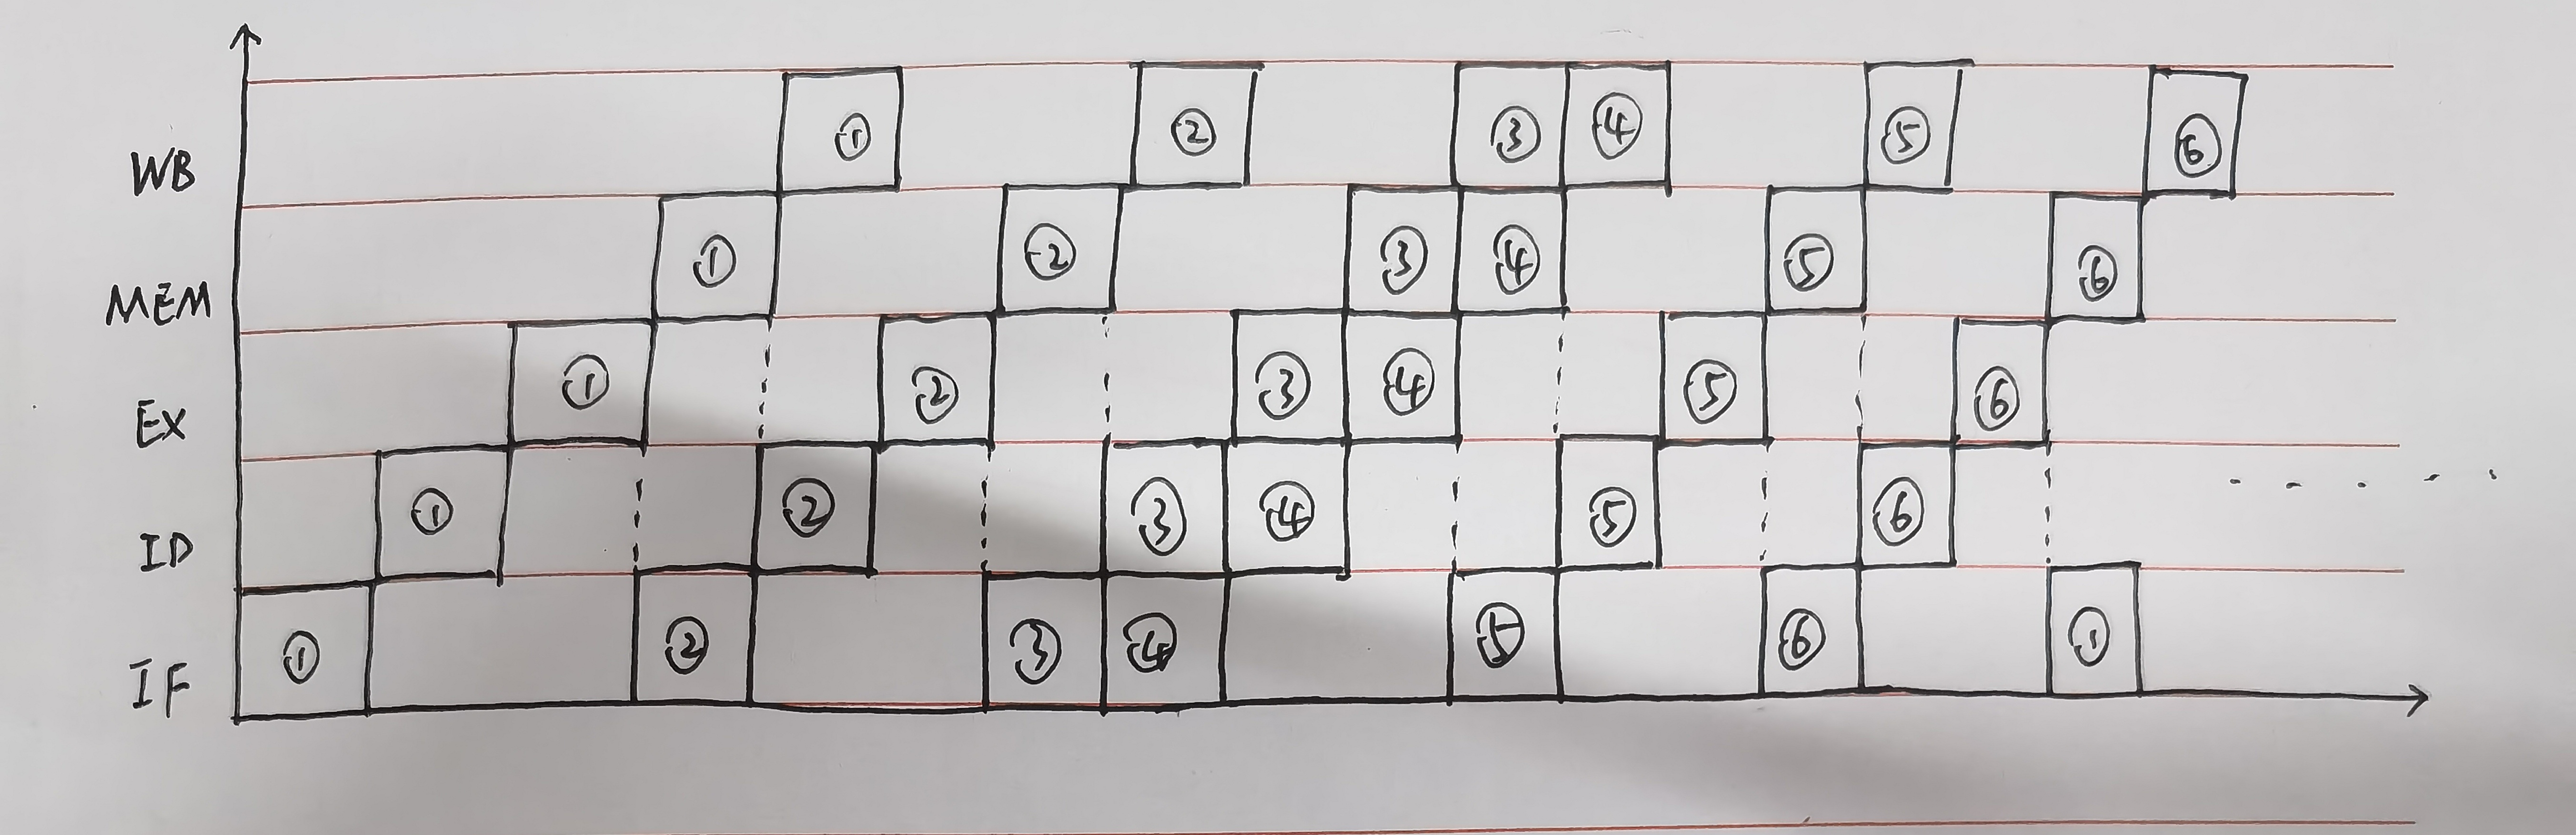 WB ① ② ③ ④ ⑤ ⑥
MEM ① ② ③ ④ ⑤ ⑥
EX ① ② ③ ④ ⑤ ⑥
ID ① ② ③ ④ ⑤ ⑥ . . . . .
IF ① ② ③ ④ ⑤ ⑥ ①